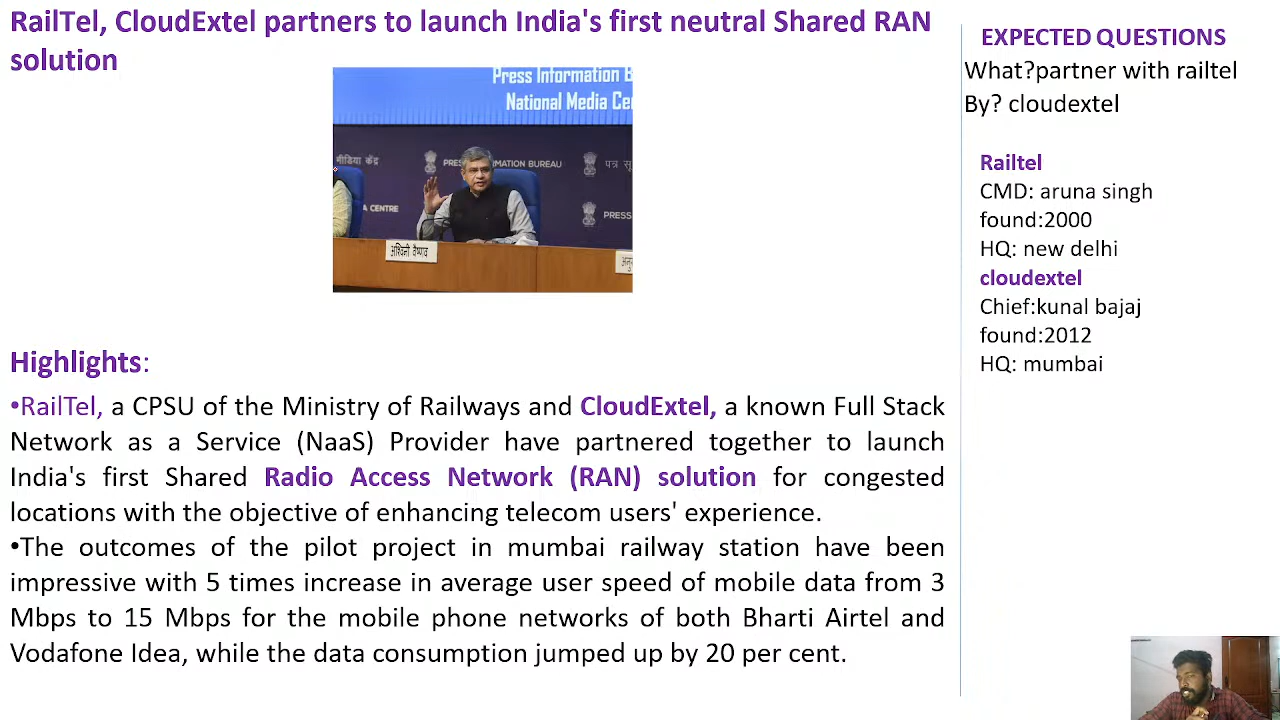 RailTel, CloudExtel partners to launch India's first neutral Shared RAN
solution
Press Information B
National Media Ce
मीडिया केंद्र
PRESS INFORMATION BUREAU
पत्र सू
A CENTRE
PRESS
अश्विनी वैष्णव
अनु
Highlights:
•RailTel, a CPSU of the Ministry of Railways and CloudExtel, a known Full Stack
Network as a Service (NaaS) Provider have partnered together to launch
India's first Shared Radio Access Network (RAN) solution for congested
locations with the objective of enhancing telecom users' experience.
•The outcomes of the pilot project in mumbai railway station have been
impressive with 5 times increase in average user speed of mobile data from 3
Mbps to 15 Mbps for the mobile phone networks of both Bharti Airtel and
Vodafone Idea, while the data consumption jumped up by 20 per cent.
EXPECTED QUESTIONS
What?partner with railtel
By? cloudextel
Railtel
CMD: aruna singh
found:2000
HQ: new delhi
cloudextel
Chief:kunal bajaj
found:2012
HQ: mumbai